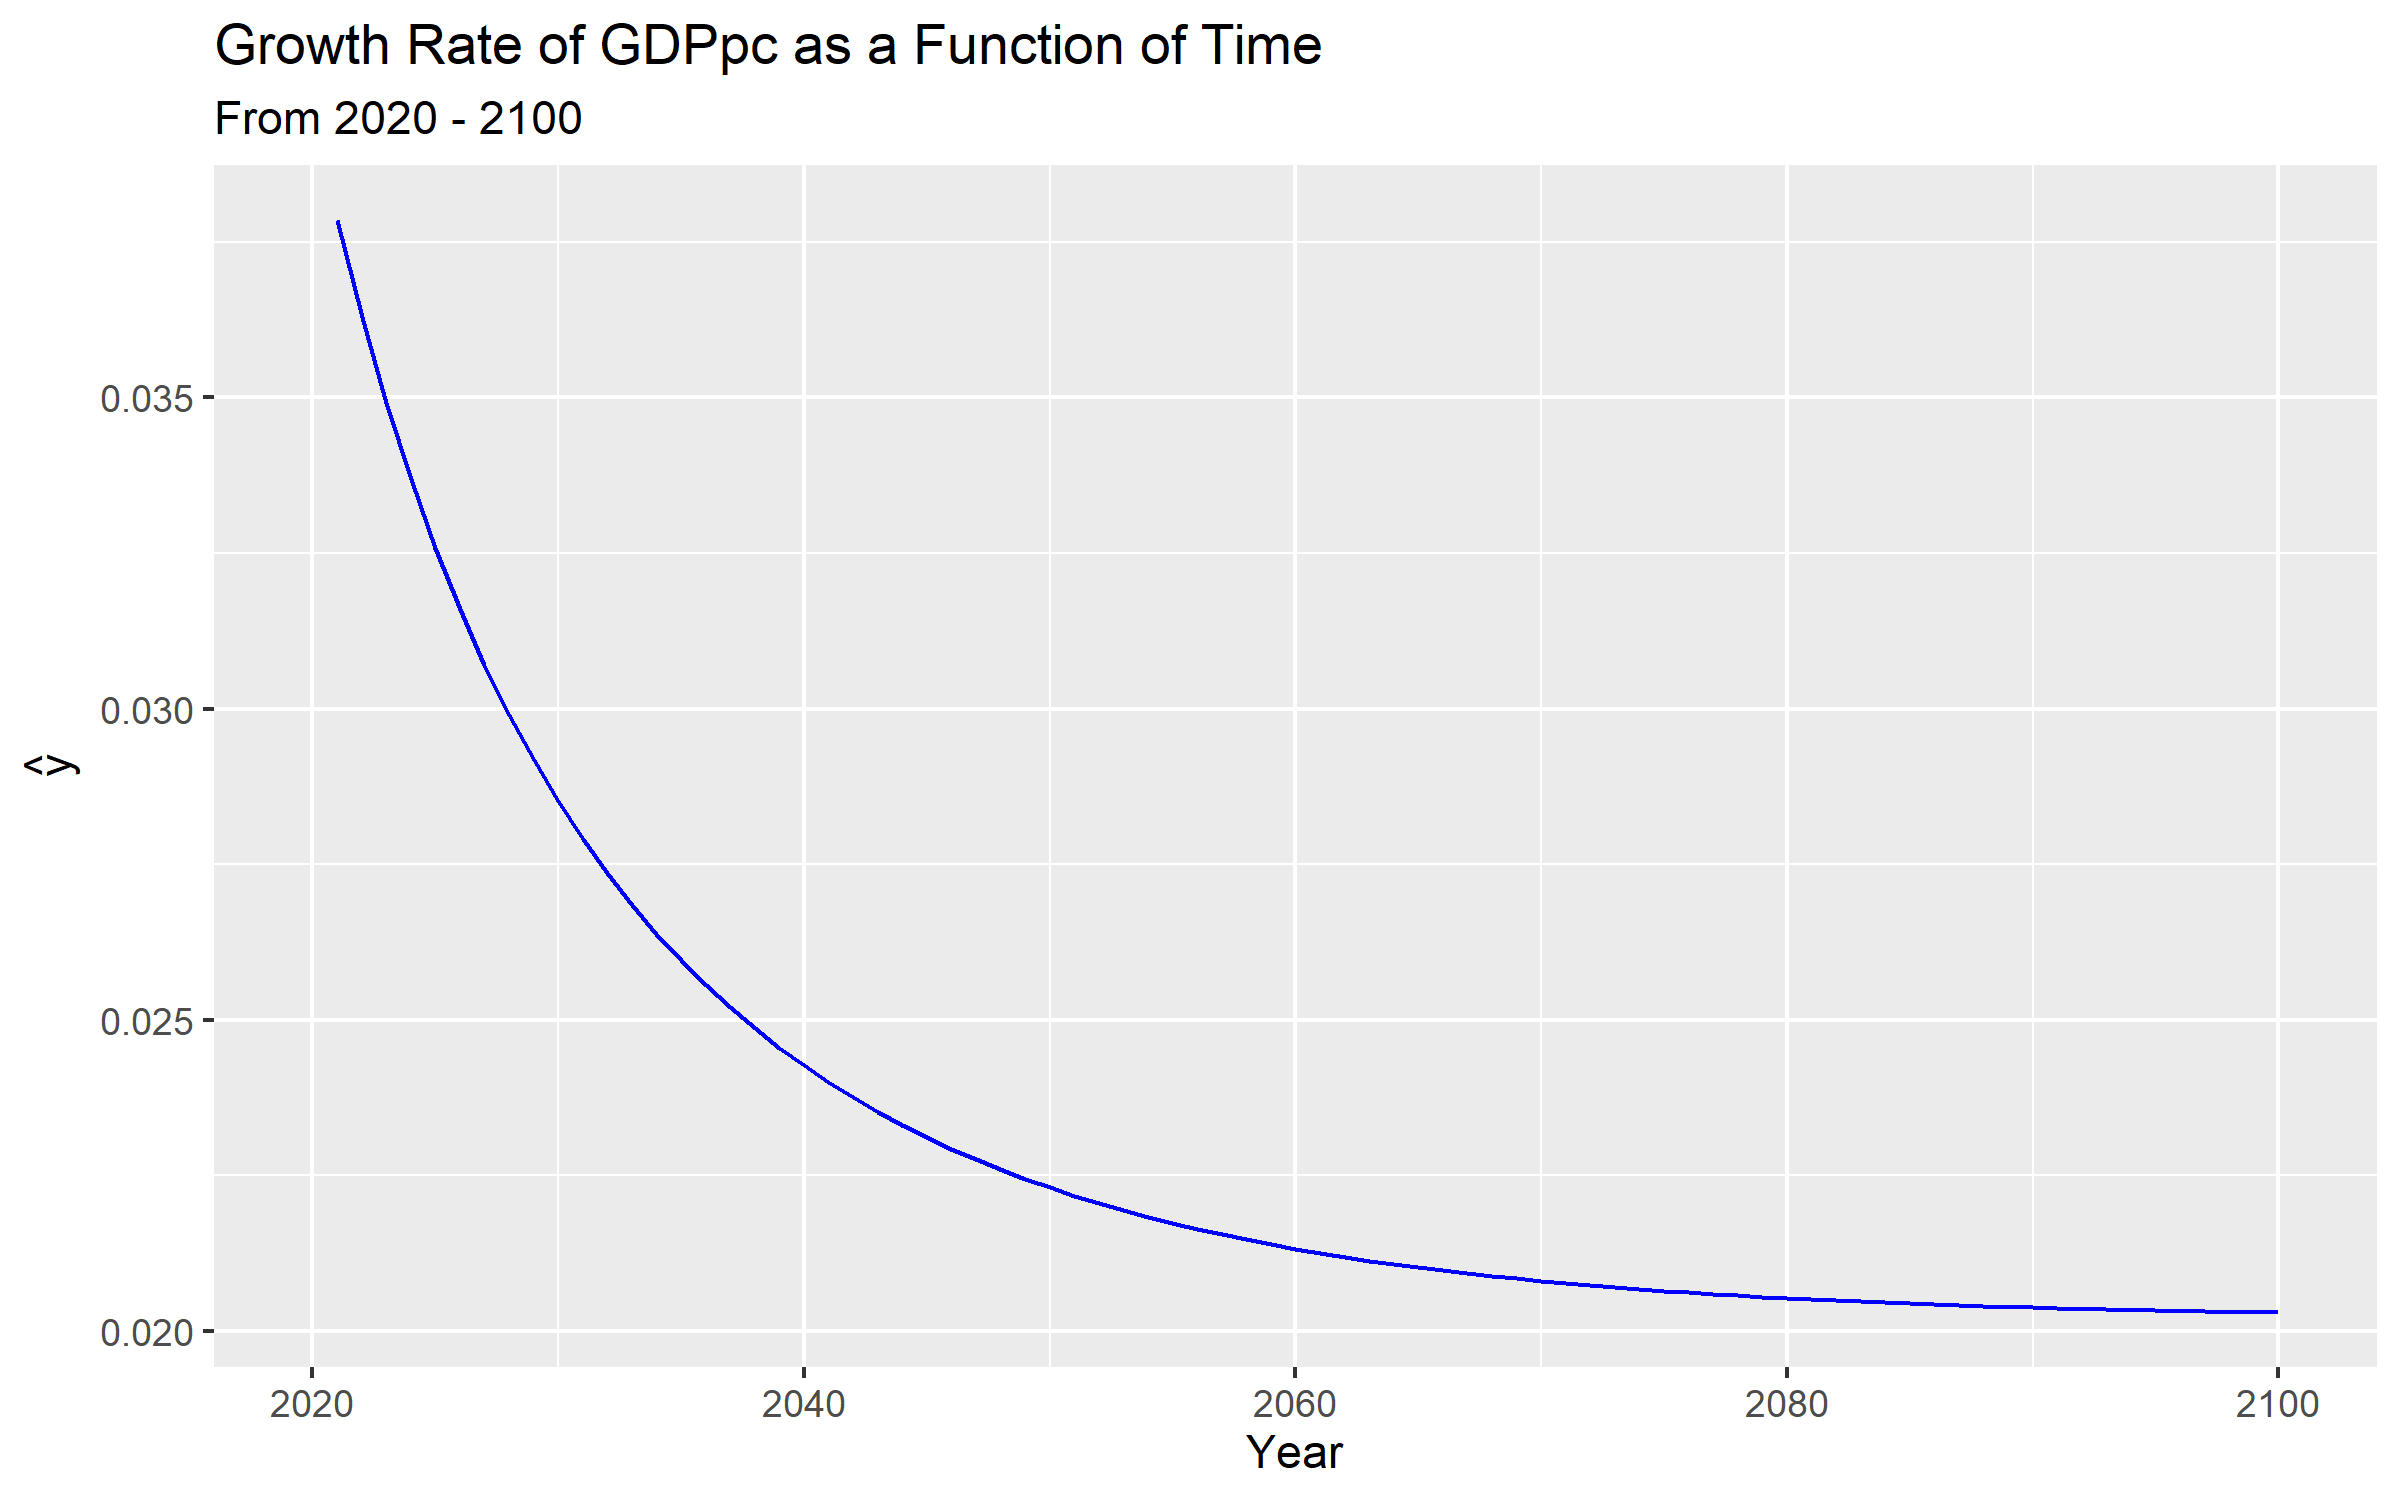 Growth Rate of GDPpc as a Function of Time
From 2020 - 2100
0.035
0.030
0.025
0.020
ŷ
2020 2040 2060 2080 2100
Year